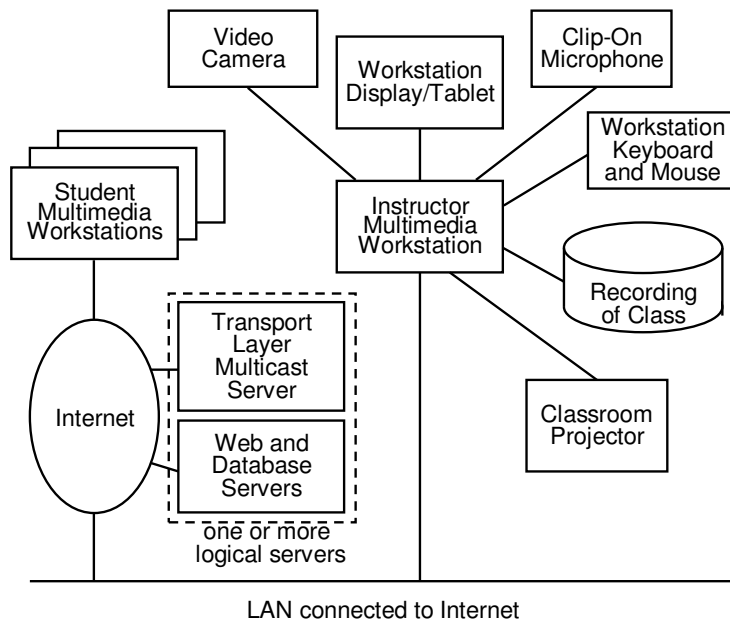 Video
Camera
Workstation
Display/Tablet
Clip-On
Microphone
Workstation
Keyboard
and Mouse
Student
Multimedia
Workstations
Instructor
Multimedia
Workstation
Recording
of Class
Transport
Layer
Multicast
Server
Internet
Web and
Database
Servers
Classroom
Projector
one or more
logical servers
LAN connected to Internet